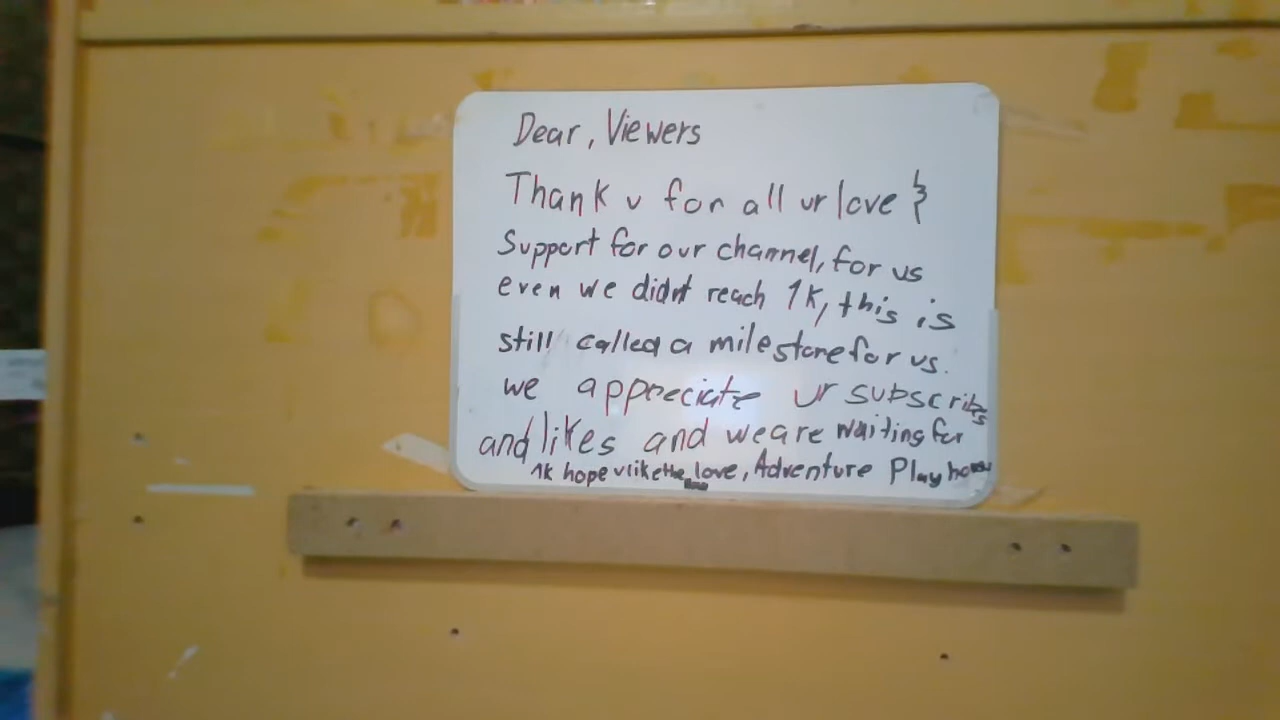 Dear, Viewers
Thank u for all ur love &
Support for our channel, for us
even we didnt reach 1K, this is
still called a milestone for us.
we appreciate ur subscribs
and likes and we are waiting for
1k hope u like the love, Adventure Playhouse